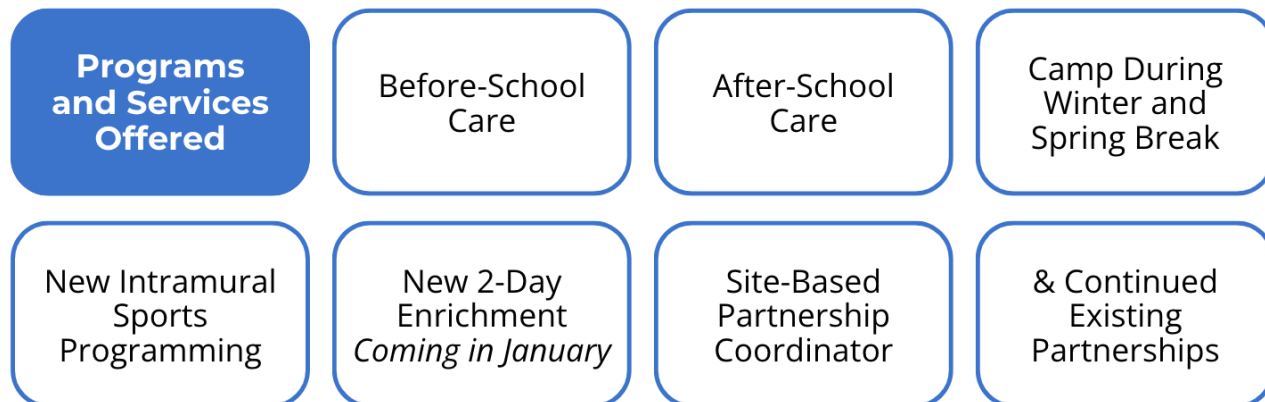 Programs
and Services
Offered
Before-School
Care
After-School
Care
Camp During
Winter and
Spring Break
New Intramural
Sports
Programming
New 2-Day
Enrichment
Coming in January
Site-Based
Partnership
Coordinator
& Continued
Existing
Partnerships